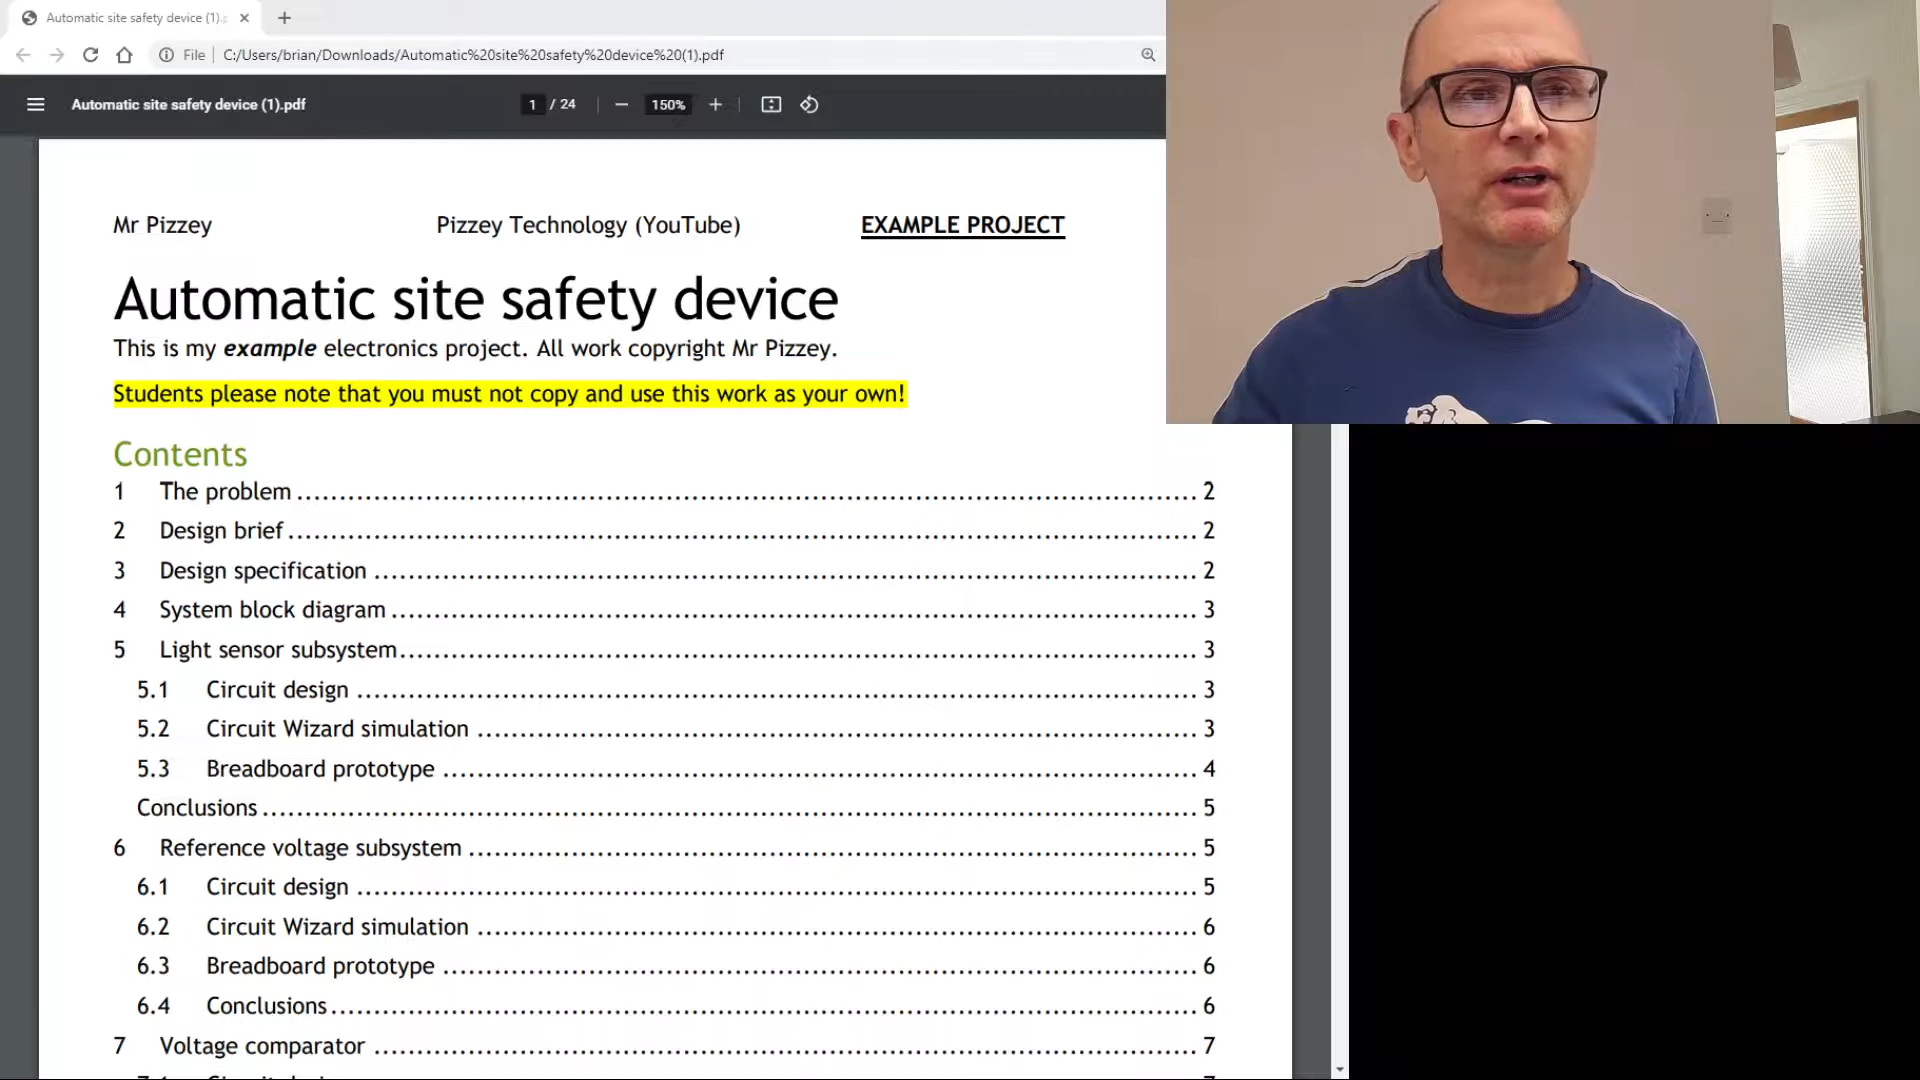 Automatic site safety device (1).p
File
C:/Users/brian/Downloads/Automatic%20site%20safety%20device%20(1).pdf
Automatic site safety device (1).pdf
1 / 24
150%
Mr Pizzey Pizzey Technology (YouTube) EXAMPLE PROJECT
Automatic site safety device
This is my example electronics project. All work copyright Mr Pizzey.
Students please note that you must not copy and use this work as your own!
Contents
1 The problem 2
2 Design brief 2
3 Design specification 2
4 System block diagram 3
5 Light sensor subsystem 3
5.1 Circuit design 3
5.2 Circuit Wizard simulation 3
5.3 Breadboard prototype 4
Conclusions 5
6 Reference voltage subsystem 5
6.1 Circuit design 5
6.2 Circuit Wizard simulation 6
6.3 Breadboard prototype 6
6.4 Conclusions 6
7 Voltage comparator 7